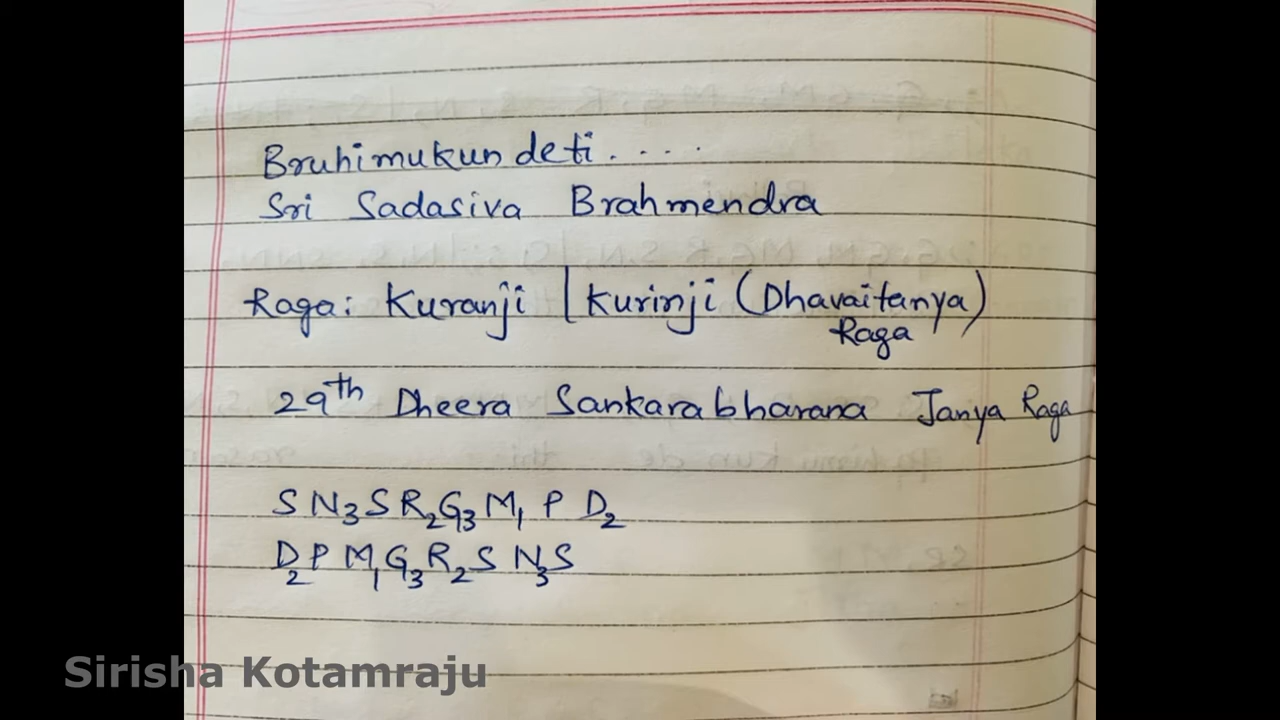 Bruhimukundeti.....
Sri Sadasiva Brahmendra
Raga: Kuranji | Kurinji (Dhavaitanya)
Raga
29th Dheera Sankarabharana Janya Raga
S N3 S R2 G3 M1 P D2
D2 P M1 G3 R2 S N3 S
Sirisha Kotamraju